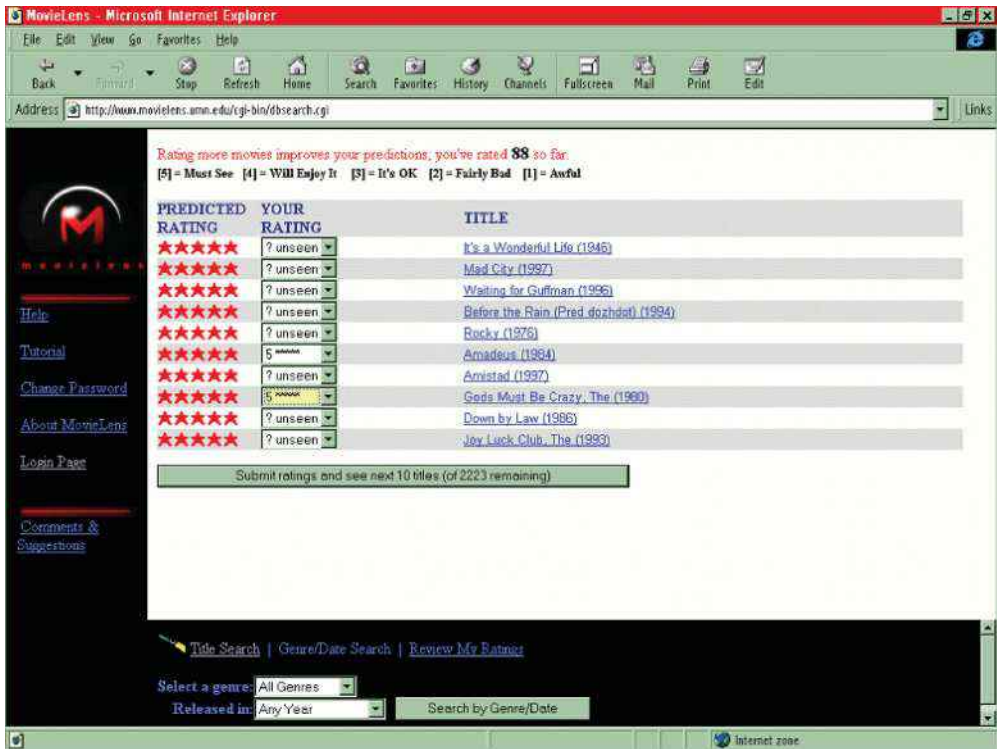 MovieLens - Microsoft Internet Explorer
File Edit View Go Favorites Help
Back Forward Stop Refresh Home Search Favorites History Channels Fullscreen Mail Print Edit
Address http://www.movielens.umn.edu/cgi-bin/dbsearch.cgi Links
Rating more movies improves your predictions, you've rated 88 so far.
[5] = Must See [4] = Will Enjoy It [3] = It's OK [2] = Fairly Bad [1] = Awful
PREDICTED RATING YOUR RATING TITLE
? unseen It's a Wonderful Life (1946)
? unseen Mad City (1997)
? unseen Waiting for Guffman (1996)
? unseen Before the Rain (Pred dozhdot) (1994)
? unseen Rocky (1976)
5 ***** Amadeus (1984)
? unseen Amistad (1997)
5 ***** Gods Must Be Crazy, The (1980)
? unseen Down by Law (1986)
? unseen Joy Luck Club, The (1993)
Submit ratings and see next 10 titles (of 2223 remaining)
movielens
Help
Tutorial
Change Password
About MovieLens
Login Page
Comments &
Suggestions
Title Search | Genre/Date Search | Review My Ratings
Select a genre: All Genres
Released in: Any Year Search by Genre/Date
Internet zone